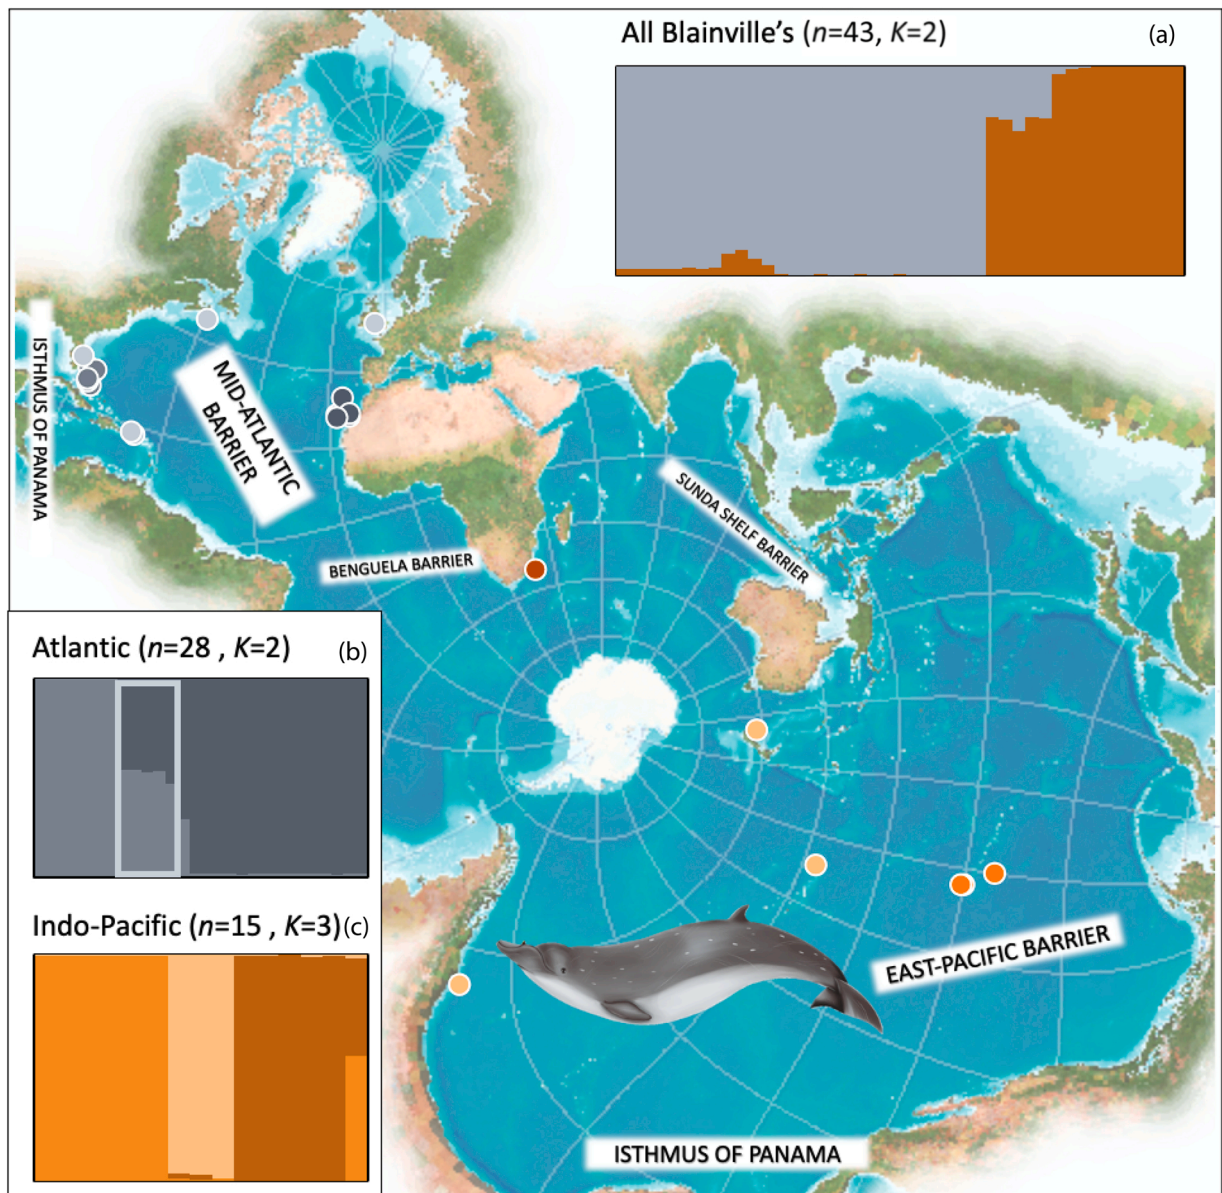 All Blainville's (n=43, K=2)
(a)
ISTHMUS OF PANAMA
MID-ATLANTIC
BARRIER
SUNDA SHELF BARRIER
BENGUELA BARRIER
Atlantic (n=28 , K=2)
(b)
Indo-Pacific (n=15 , K=3)
(c)
EAST-PACIFIC BARRIER
ISTHMUS OF PANAMA